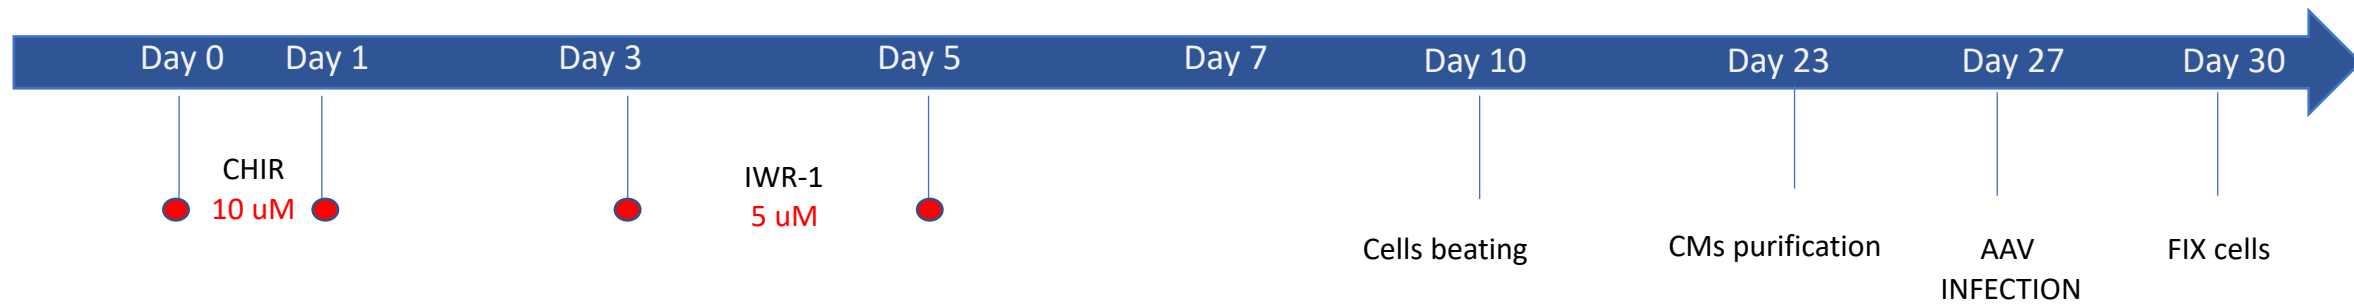 Day 0 Day 1 Day 3 Day 5 Day 7 Day 10 Day 23 Day 27 Day 30
CHIR
10 uM
IWR-1
5 uM
Cells beating
CMs purification
AAV
INFECTION
FIX cells